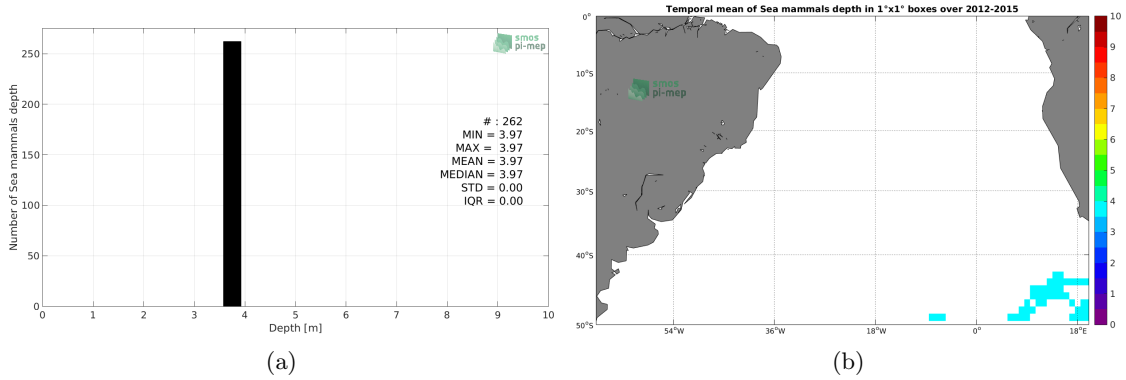 250
200
150
100
50
0
Number of Sea mammals depth
smos
pi-mep
# : 262
MIN = 3.97
MAX = 3.97
MEAN = 3.97
MEDIAN = 3.97
STD = 0.00
IQR = 0.00
0 1 2 3 4 5 6 7 8 9 10
Depth [m]
(a)
Temporal mean of Sea mammals depth in 1°x1° boxes over 2012-2015
0°
10°S
20°S
30°S
40°S
50°S
smos
pi-mep
54°W 36°W 18°W 0° 18°E
10
9
8
7
6
5
4
3
2
1
0
(b)